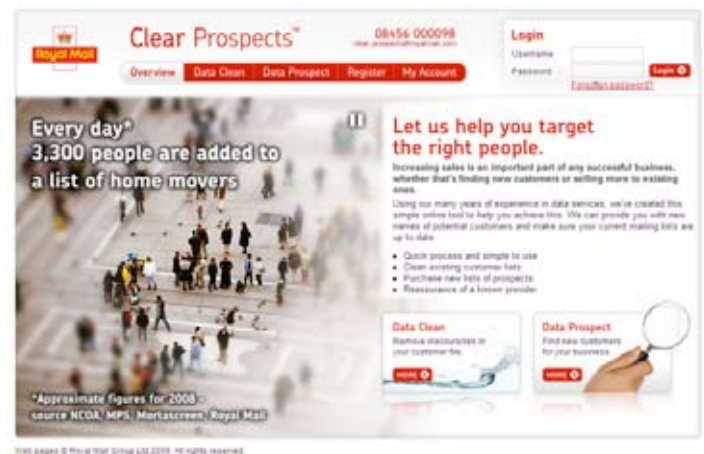 Royal Mail
Clear Prospects™
08456 000098
clear.prospects@royalmail.com
Overview Data Clean Data Prospect Register My Account
Login
Username
Password
Login
Forgotten password?
Every day*
3,300 people are added to
a list of home movers
*Approximate figures for 2008 -
source NCOA, MPS, Mortascreen, Royal Mail
Let us help you target
the right people.
Increasing sales is an important part of any successful business,
whether that's finding new customers or selling more to existing
ones.
Using our many years of experience in data services, we've created this
simple online tool to help you achieve this. We can provide you with new
names of potential customers and make sure your current mailing lists are
up to date
• Quick process and simple to use
• Clean existing customer lists
• Purchase new lists of prospects
• Reassurance of a known provider
Data Clean
Remove inaccuracies in
your customer file.
MORE
Data Prospect
Find new customers
for your business.
MORE
Web pages © Royal Mail Group Ltd 2009. All rights reserved.